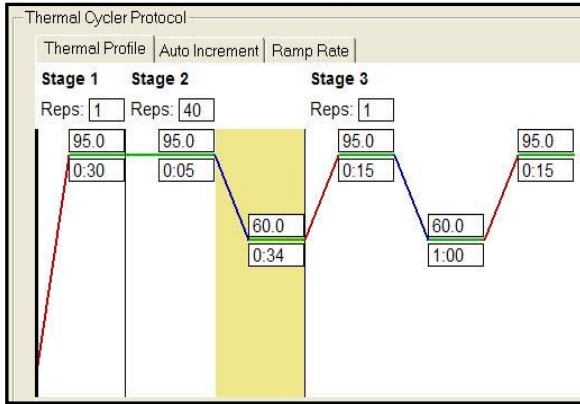 Thermal Cycler Protocol
Thermal Profile Auto Increment Ramp Rate
Stage 1 Stage 2 Stage 3
Reps: 1 Reps: 40 Reps: 1
95.0 95.0 95.0 95.0
0:30 0:05 0:15 0:15
60.0 60.0
0:34 1:00